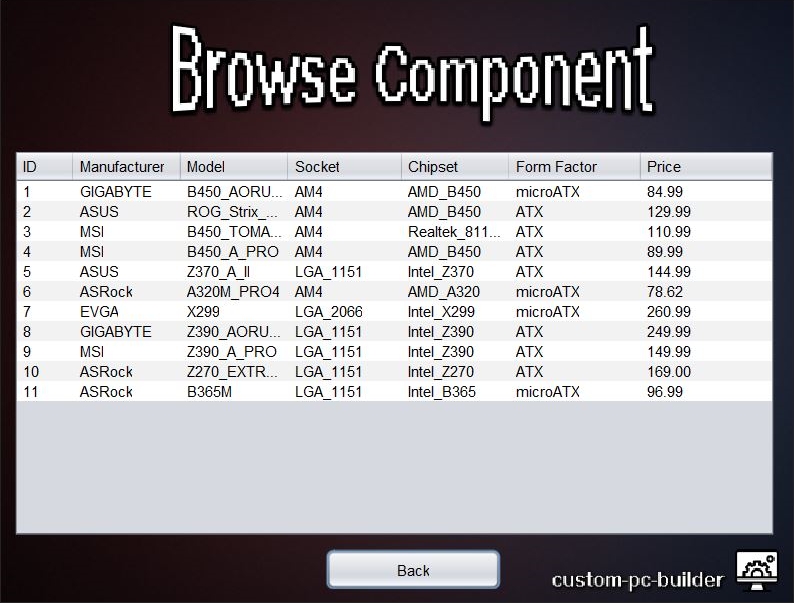 Browse Component
ID Manufacturer Model Socket Chipset Form Factor Price
1 GIGABYTE B450_AORU... AM4 AMD_B450 microATX 84.99
2 ASUS ROG_Strix_... AM4 AMD_B450 ATX 129.99
3 MSI B450_TOMA... AM4 Realtek_811... ATX 110.99
4 MSI B450_A_PRO AM4 AMD_B450 ATX 89.99
5 ASUS Z370_A_II LGA_1151 Intel_Z370 ATX 144.99
6 ASRock A320M_PRO4 AM4 AMD_A320 microATX 78.62
7 EVGA X299 LGA_2066 Intel_X299 microATX 260.99
8 GIGABYTE Z390_AORU... LGA_1151 Intel_Z390 ATX 249.99
9 MSI Z390_A_PRO LGA_1151 Intel_Z390 ATX 149.99
10 ASRock Z270_EXTR... LGA_1151 Intel_Z270 ATX 169.00
11 ASRock B365M LGA_1151 Intel_B365 microATX 96.99
Back
custom-pc-builder